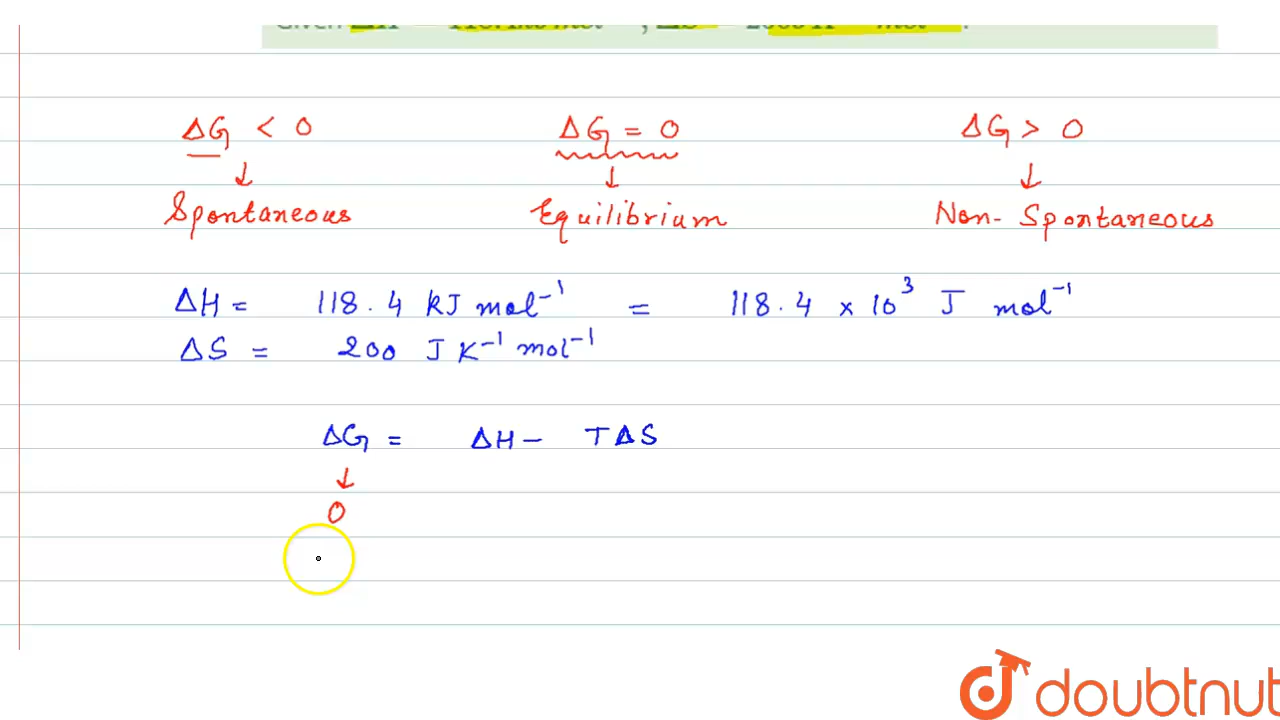 ΔG < 0 ΔG = 0 ΔG > 0
↓ ↓ ↓
Spontaneous Equilibrium Non-Spontaneous
ΔH = 118.4 kJ mol⁻¹ = 118.4 × 10³ J mol⁻¹
ΔS = 200 J K⁻¹ mol⁻¹
ΔG = ΔH – TΔS
↓
0
doubtnut